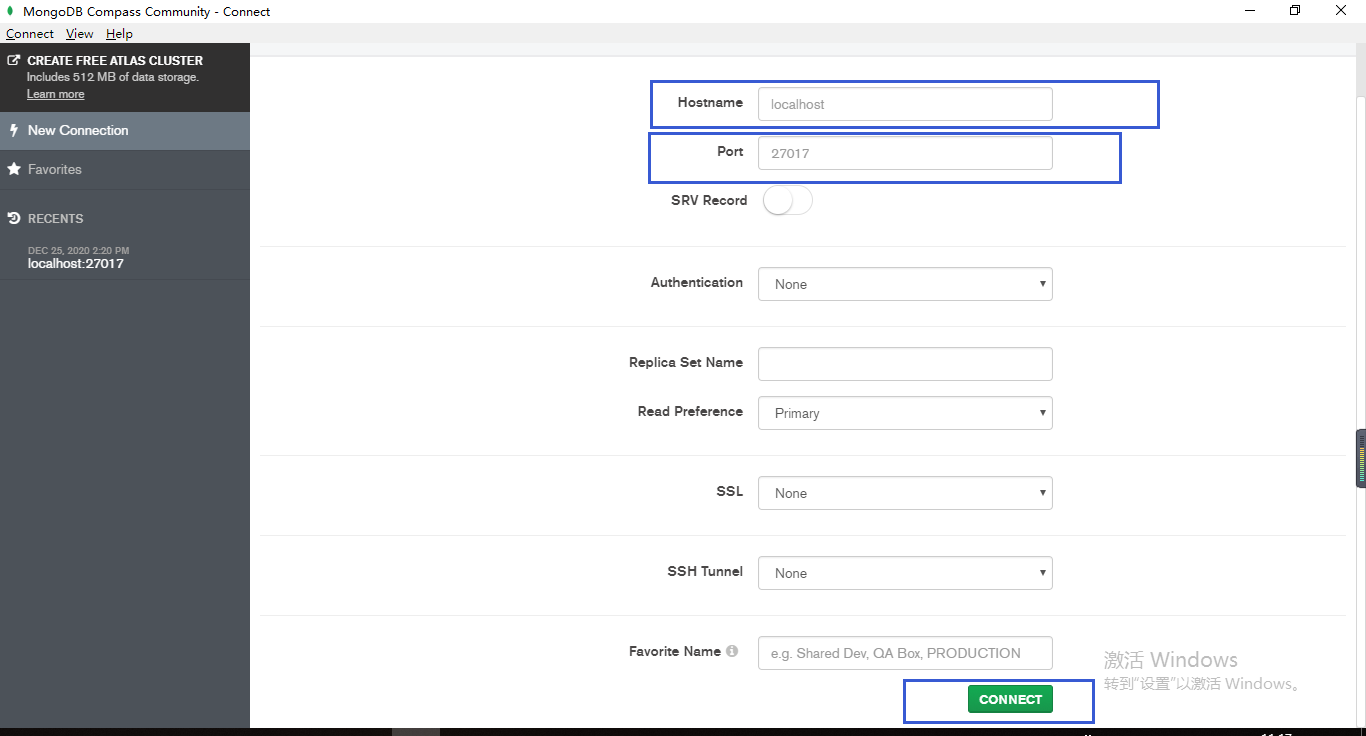 MongoDB Compass Community - Connect
Connect View Help
CREATE FREE ATLAS CLUSTER
Includes 512 MB of data storage.
Learn more
New Connection
Favorites
RECENTS
DEC 25, 2020 2:20 PM
localhost:27017
Hostname localhost
Port 27017
SRV Record
Authentication None
Replica Set Name
Read Preference Primary
SSL None
SSH Tunnel None
Favorite Name e.g. Shared Dev, QA Box, PRODUCTION
CONNECT
激活 Windows
转到"设置"以激活 Windows。